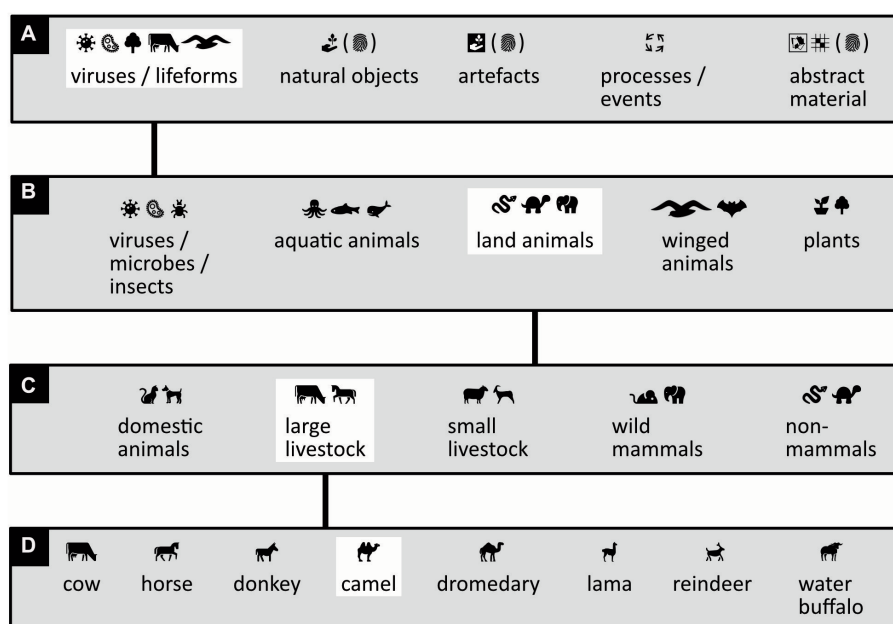 A
viruses / lifeforms
natural objects
artefacts
processes /
events
abstract
material
B
viruses /
microbes /
insects
aquatic animals
land animals
winged
animals
plants
C
domestic
animals
large
livestock
small
livestock
wild
mammals
non-
mammals
D
cow
horse
donkey
camel
dromedary
lama
reindeer
water
buffalo